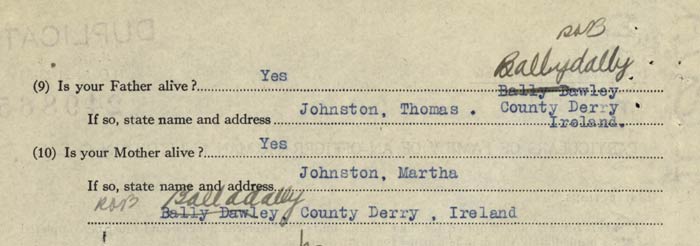 DUPLICAT
RNB
Ballydally
(9) Is your Father alive? Yes
Bally Dawley
Johnston, Thomas . County Derry
If so, state name and address Ireland.
(10) Is your Mother alive? Yes
Johnston, Martha
If so, state name and address
RNB Balladally
Bally Dawley, County Derry , Ireland